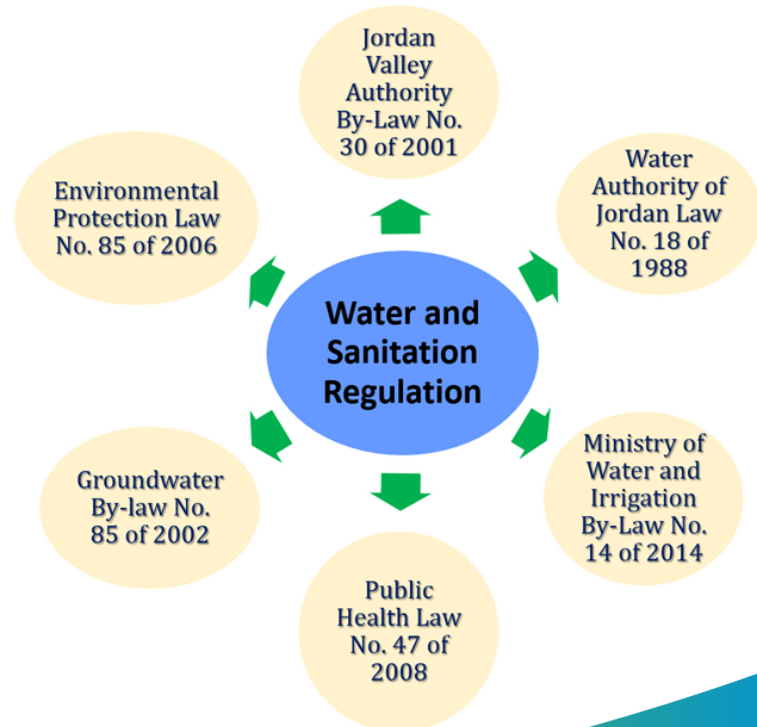 Jordan
Valley
Authority
By-Law No.
30 of 2001
Environmental
Protection Law
No. 85 of 2006
Water
Authority of
Jordan Law
No. 18 of
1988
Water and
Sanitation
Regulation
Groundwater
By-law No.
85 of 2002
Ministry of
Water and
Irrigation
By-Law No.
14 of 2014
Public
Health Law
No. 47 of
2008